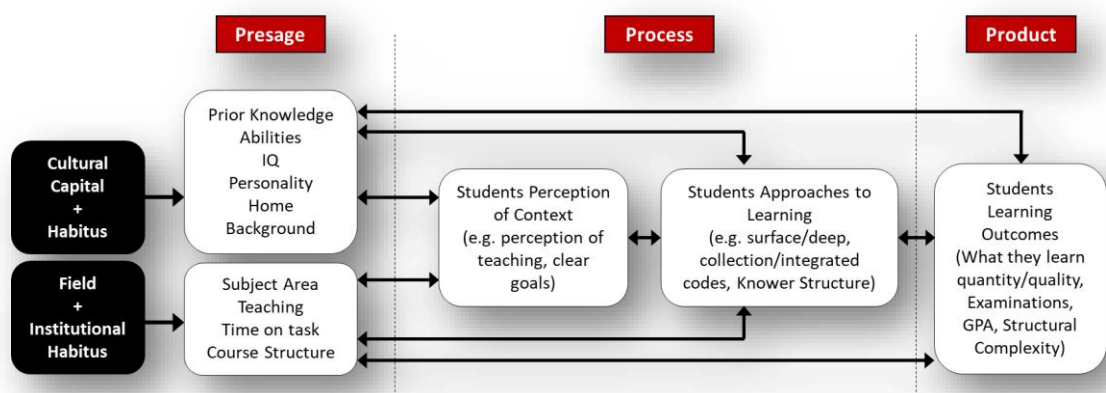 Presage
Process
Product
Cultural
Capital
+
Habitus
Field
+
Institutional
Habitus
Prior Knowledge
Abilities
IQ
Personality
Home
Background
Subject Area
Teaching
Time on task
Course Structure
Students Perception
of Context
(e.g. perception of
teaching, clear
goals)
Students Approaches to
Learning
(e.g. surface/deep,
collection/integrated
codes, Knower Structure)
Students
Learning
Outcomes
(What they learn
quantity/quality,
Examinations,
GPA, Structural
Complexity)